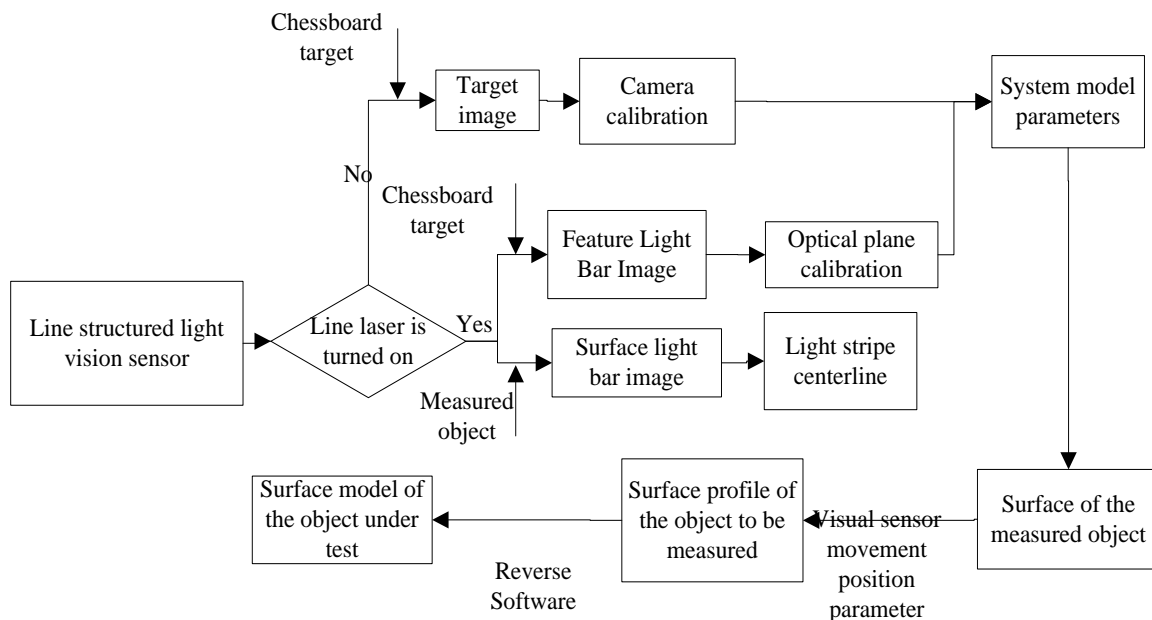 Chessboard
target
Target
image
Camera
calibration
System model
parameters
No
Chessboard
target
Feature Light
Bar Image
Optical plane
calibration
Line structured light
vision sensor
Line laser is
turned on
Yes
Surface light
bar image
Light stripe
centerline
Measured
object
Surface model of
the object under
test
Surface profile of
the object to be
measured
Visual sensor
movement
position
parameter
Surface of the
measured object
Reverse
Software